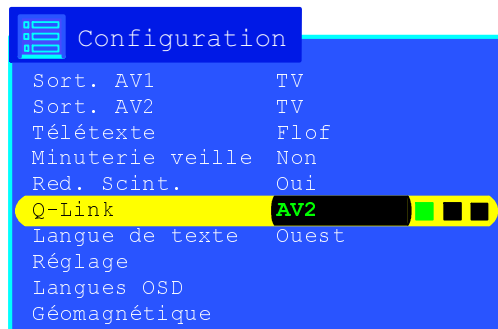 Configuration
Sort. AV1 TV
Sort. AV2 TV
Télétexte Flof
Minuterie veille Non
Red. Scint. Oui
Q-Link AV2
Langue de texte Ouest
Réglage
Langues OSD
Géomagnétique